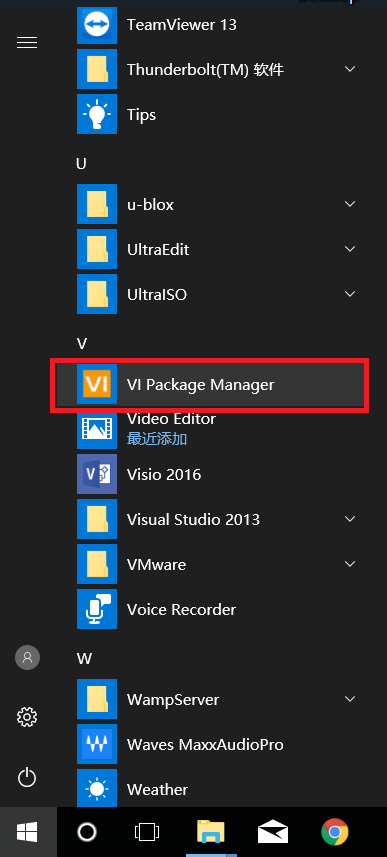 TeamViewer 13
Thunderbolt(TM) 软件
Tips
U
u-blox
UltraEdit
UltraISO
V
VI
VI Package Manager
Video Editor
最近添加
Visio 2016
Visual Studio 2013
VMware
Voice Recorder
W
WampServer
Waves MaxxAudioPro
Weather